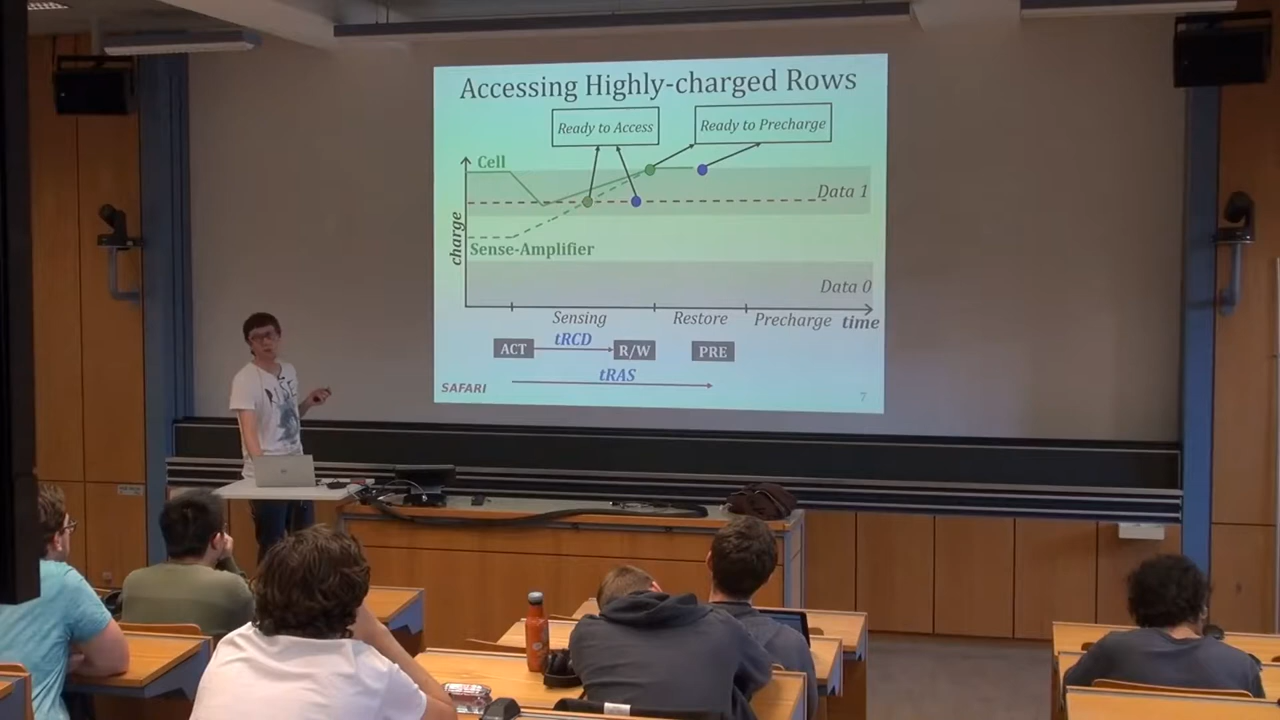 Accessing Highly-charged Rows
Ready to Access
Ready to Precharge
Cell
Data 1
charge
Sense-Amplifier
Data 0
Sensing
Restore
Precharge
time
tRCD
ACT
R/W
PRE
tRAS
SAFARI
7
RISE